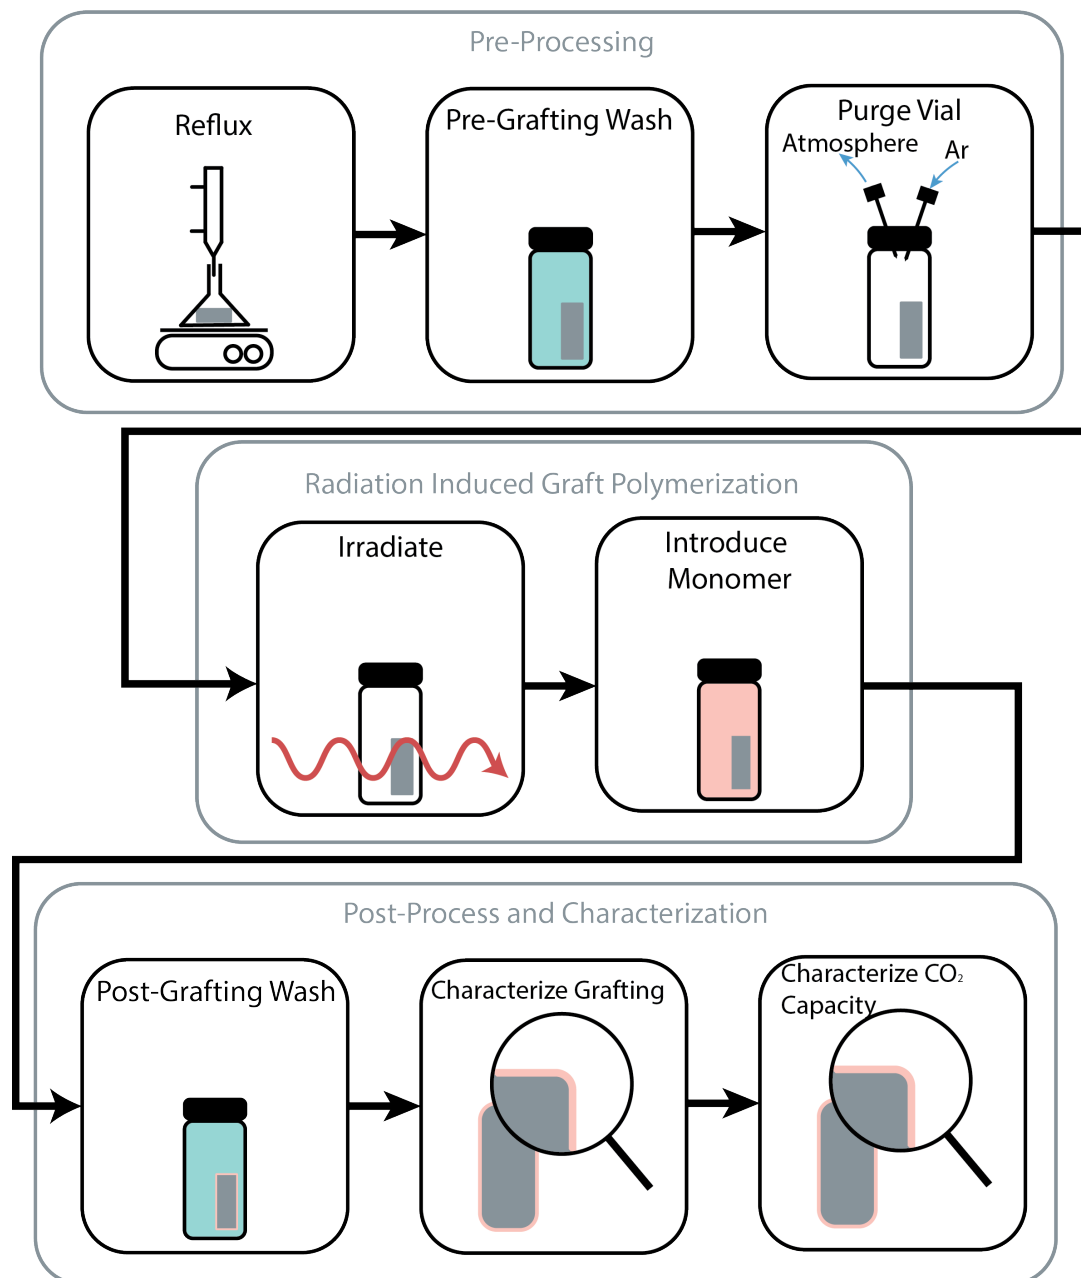 Pre-Processing
Reflux
Pre-Grafting Wash
Purge Vial
Atmosphere
Ar
Radiation Induced Graft Polymerization
Irradiate
Introduce
Monomer
Post-Process and Characterization
Post-Grafting Wash
Characterize Grafting
Characterize CO₂
Capacity